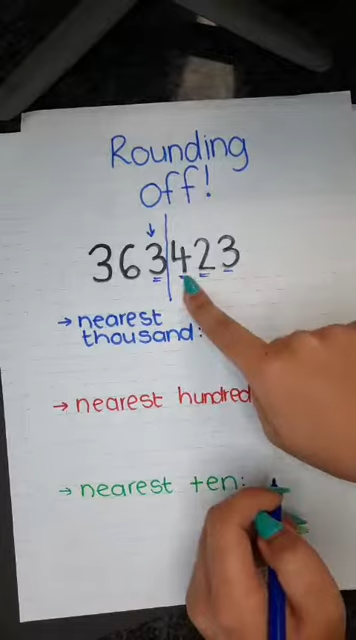 Rounding
off!
363423
→ nearest
thousand:
→ nearest hundred
→ nearest ten: